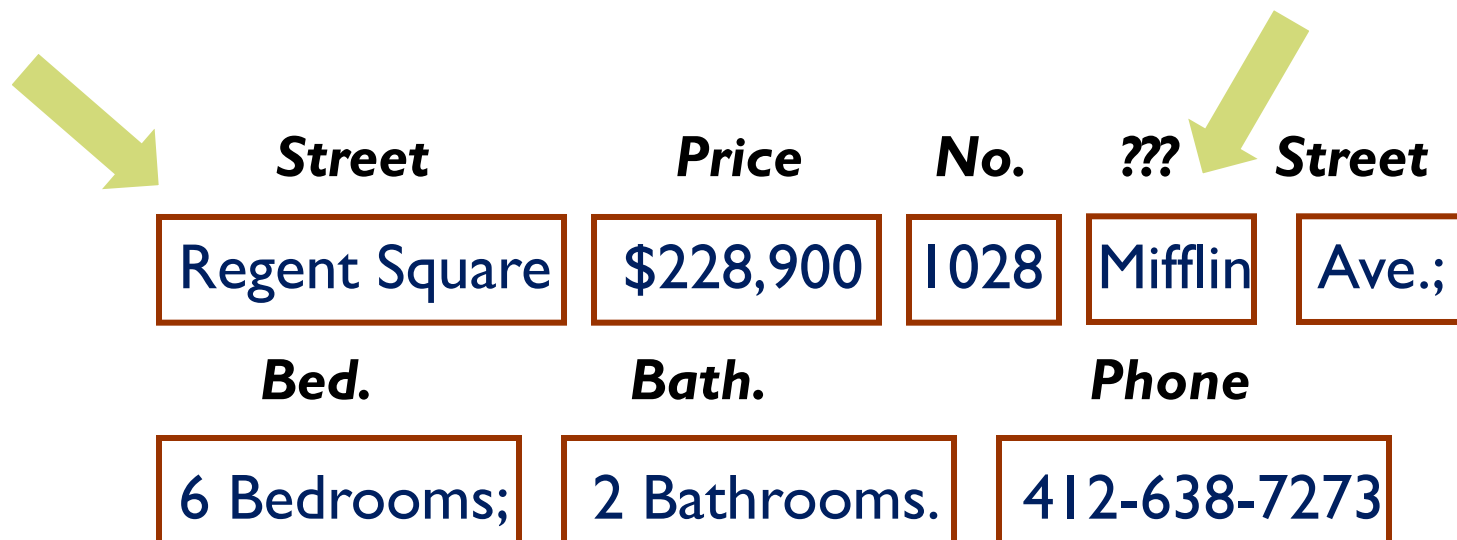 Street Price No. ??? Street
Regent Square $228,900 1028 Mifflin Ave.;
Bed. Bath. Phone
6 Bedrooms; 2 Bathrooms. 412-638-7273